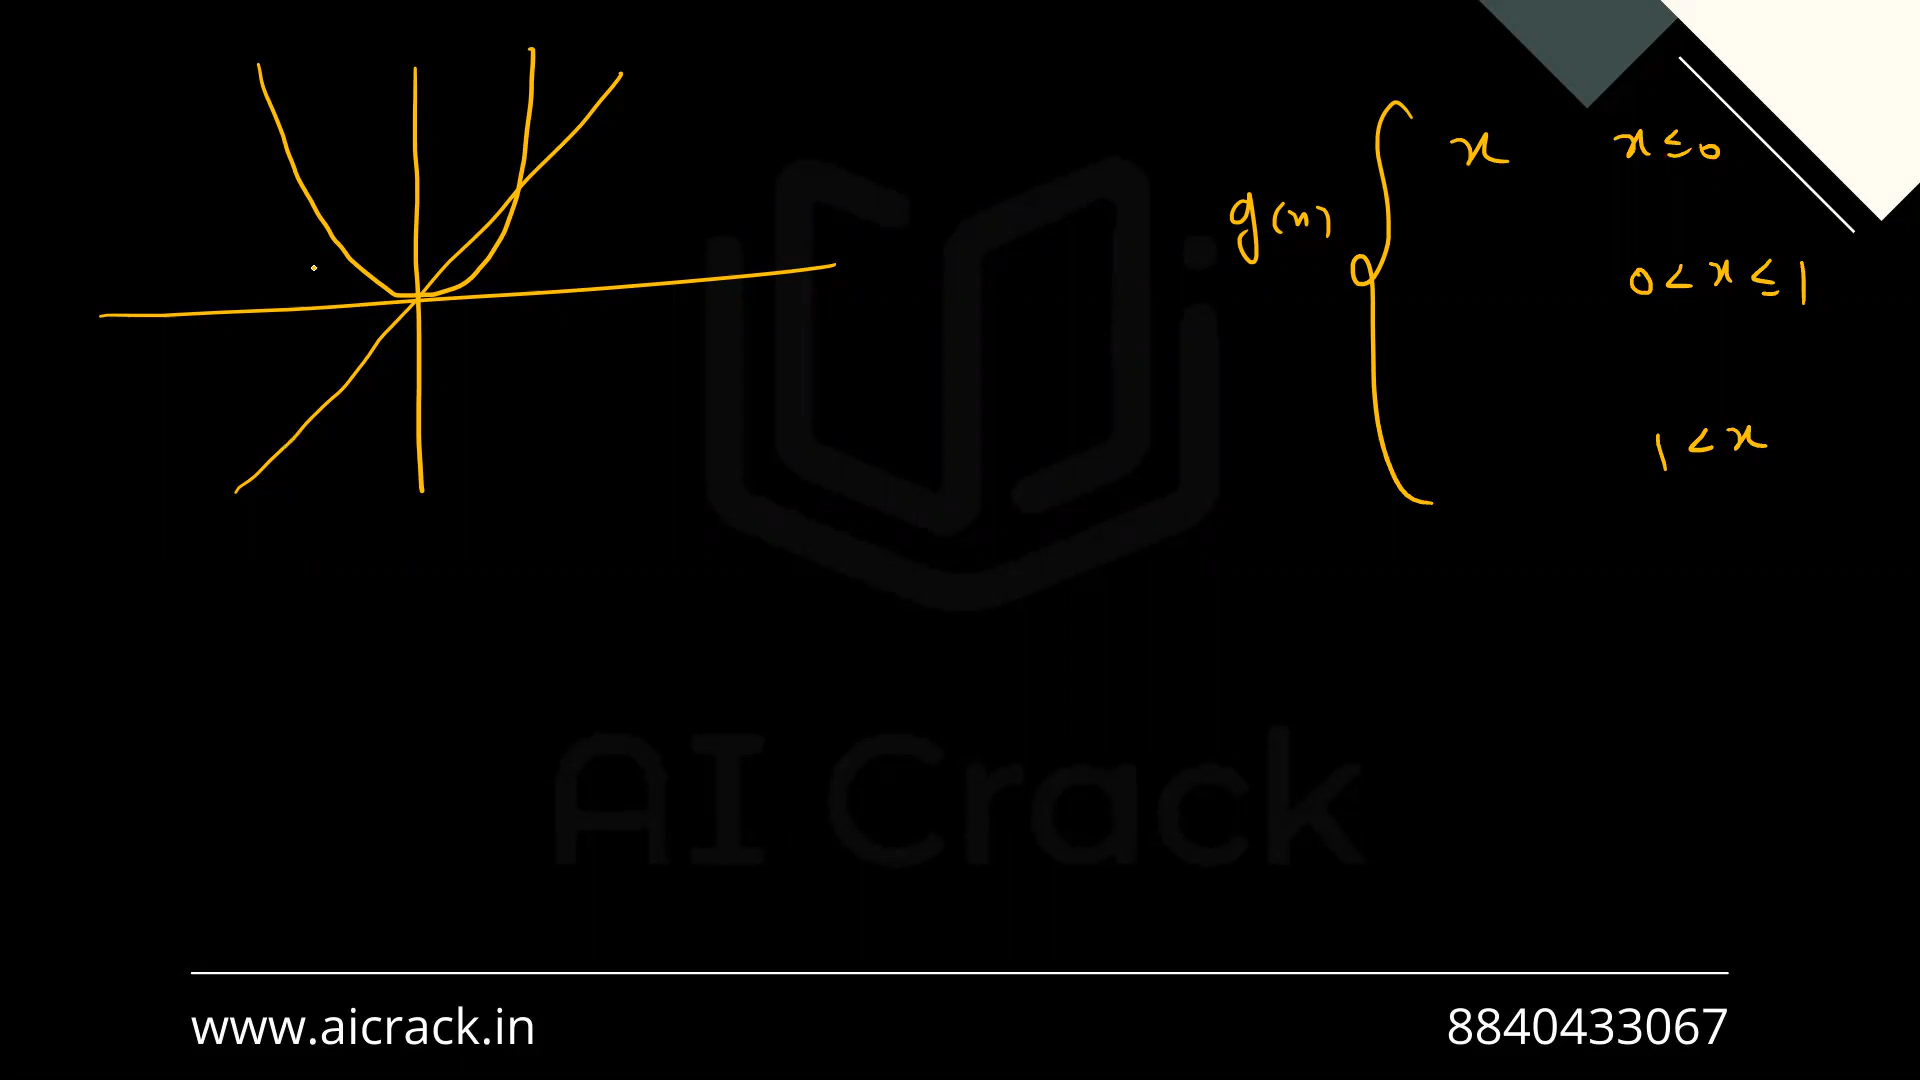 x x ≤ 0
g(x)
0 < x ≤ 1
1 < x
AI Crack
www.aicrack.in
8840433067